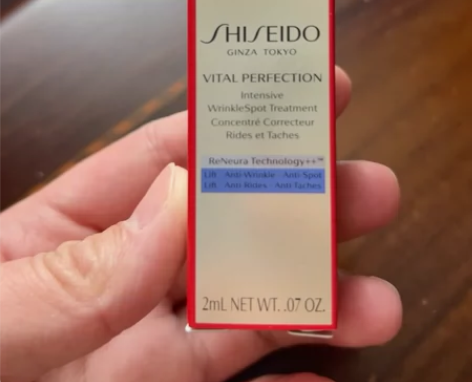 SHISEIDO
GINZA TOKYO
VITAL PERFECTION
Intensive
WrinkleSpot Treatment
Concentré Correcteur
Rides et Taches
ReNeura Technology++™
Lift Anti-Wrinkle Anti-Spot
Lift Anti-Rides Anti-Taches
2mL NET WT. .07 OZ.